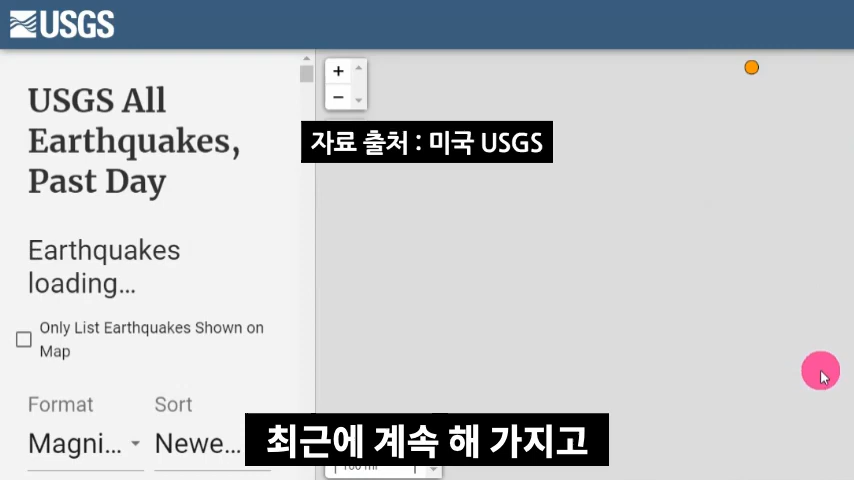 USGS
USGS All
Earthquakes,
Past Day
Earthquakes
loading...
Only List Earthquakes Shown on
Map
Format
Sort
Magni...
Newe...
+
−
자료 출처 : 미국 USGS
최근에 계속 해 가지고